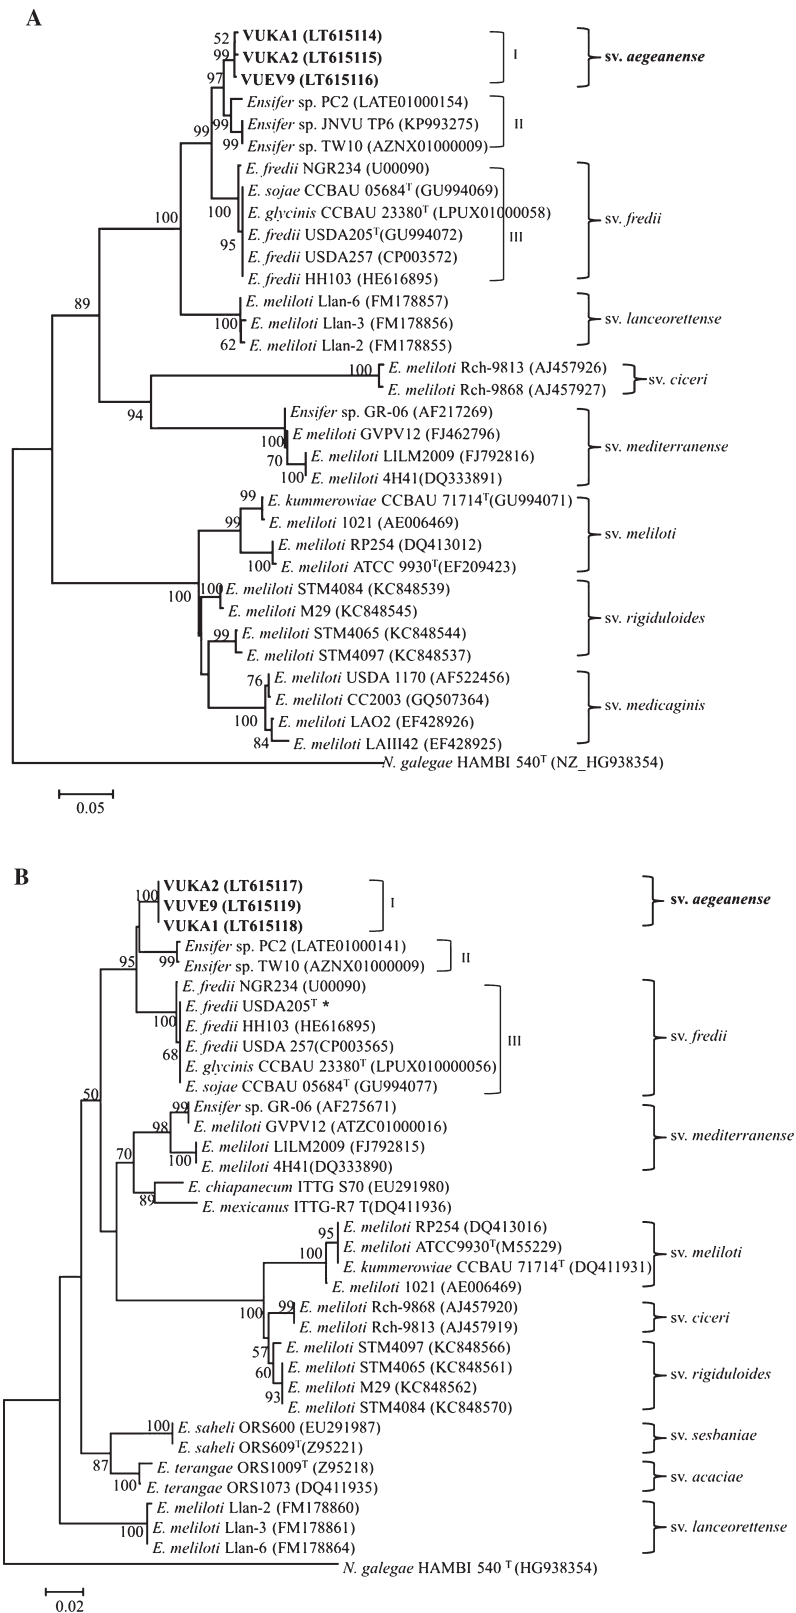 A
52
VUKA1 (LT615114)
99
VUKA2 (LT615115)
I
sv. aegeanense
97
VUEV9 (LT615116)
Ensifer sp. PC2 (LATE01000154)
99
99
Ensifer sp. JNVU TP6 (KP993275)
II
99
Ensifer sp. TW10 (AZNX01000009)
E. fredii NGR234 (U00090)
E. sojae CCBAU 05684T (GU994069)
100
100
E. glycinis CCBAU 23380T (LPUX01000058)
sv. fredii
95
E. fredii USDA205T(GU994072)
III
E. fredii USDA257 (CP003572)
E. fredii HH103 (HE616895)
89
E. meliloti Llan-6 (FM178857)
100
E. meliloti Llan-3 (FM178856)
sv. lanceorettense
62
E. meliloti Llan-2 (FM178855)
100
E. meliloti Rch-9813 (AJ457926)
sv. ciceri
E. meliloti Rch-9868 (AJ457927)
94
Ensifer sp. GR-06 (AF217269)
100
E meliloti GVPV12 (FJ462796)
sv. mediterranense
70
E. meliloti LILM2009 (FJ792816)
100
E. meliloti 4H41(DQ333891)
99
E. kummerowiae CCBAU 71714T(GU994071)
99
E. meliloti 1021 (AE006469)
sv. meliloti
E. meliloti RP254 (DQ413012)
100
E. meliloti ATCC 9930T(EF209423)
100
100
E. meliloti STM4084 (KC848539)
E. meliloti M29 (KC848545)
sv. rigiduloides
99
E. meliloti STM4065 (KC848544)
E. meliloti STM4097 (KC848537)
76
E. meliloti USDA 1170 (AF522456)
E. meliloti CC2003 (GQ507364)
sv. medicaginis
100
E. meliloti LAO2 (EF428926)
84
E. meliloti LAIII42 (EF428925)
N. galegae HAMBI 540T (NZ_HG938354)
0.05
B
100
VUKA2 (LT615117)
VUVE9 (LT615119)
I
sv. aegeanense
VUKA1 (LT615118)
95
99
Ensifer sp. PC2 (LATE01000141)
II
Ensifer sp. TW10 (AZNX01000009)
E. fredii NGR234 (U00090)
E. fredii USDA205T *
100
E. fredii HH103 (HE616895)
sv. fredii
68
E. fredii USDA 257(CP003565)
III
E. glycinis CCBAU 23380T (LPUX010000056)
E. sojae CCBAU 05684T (GU994077)
50
99
Ensifer sp. GR-06 (AF275671)
98
E. meliloti GVPV12 (ATZC01000016)
sv. mediterranense
70
E. meliloti LILM2009 (FJ792815)
100
E. meliloti 4H41(DQ333890)
E. chiapanecum ITTG S70 (EU291980)
89
E. mexicanus ITTG-R7 T(DQ411936)
95
E. meliloti RP254 (DQ413016)
100
E. meliloti ATCC9930T(M55229)
sv. meliloti
E. kummerowiae CCBAU 71714T (DQ411931)
E. meliloti 1021 (AE006469)
100
99
E. meliloti Rch-9868 (AJ457920)
sv. ciceri
E. meliloti Rch-9813 (AJ457919)
57
E. meliloti STM4097 (KC848566)
60
E. meliloti STM4065 (KC848561)
sv. rigiduloides
93
E. meliloti M29 (KC848562)
E. meliloti STM4084 (KC848570)
100
E. saheli ORS600 (EU291987)
sv. sesbaniae
E. saheli ORS609T(Z95221)
87
E. terangae ORS1009T (Z95218)
sv. acaciae
100
E. terangae ORS1073 (DQ411935)
E. meliloti Llan-2 (FM178860)
100
E. meliloti Llan-3 (FM178861)
sv. lanceorettense
E. meliloti Llan-6 (FM178864)
N. galegae HAMBI 540 T (HG938354)
0.02